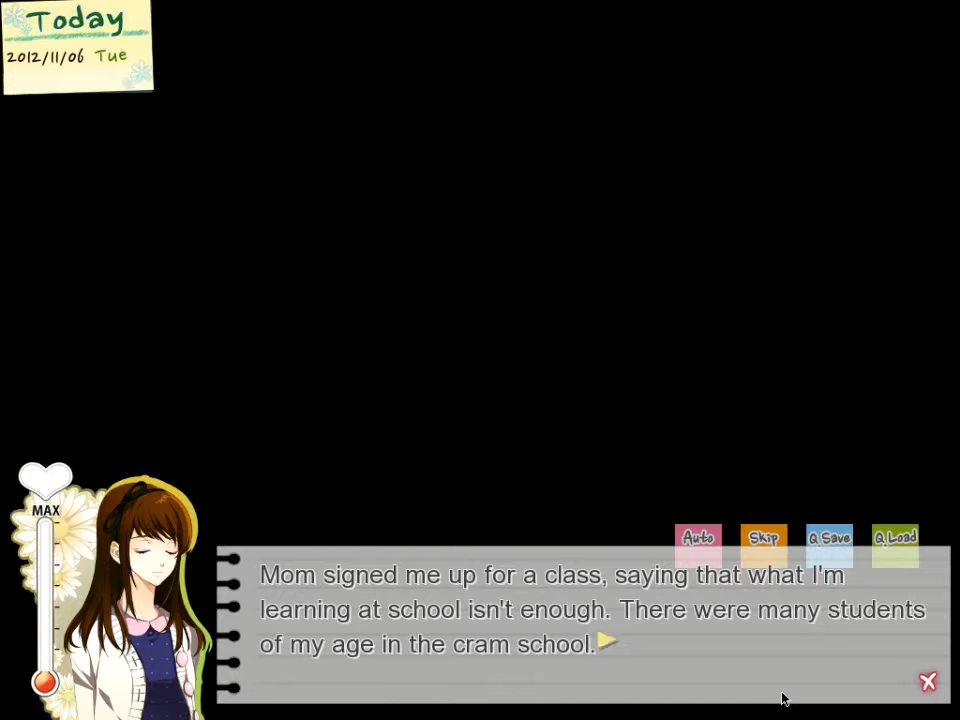 Today
2012/11/06 Tue
MAX
Auto
Skip
Q.Save
Q.Load
Mom signed me up for a class, saying that what I'm
learning at school isn't enough. There were many students
of my age in the cram school.